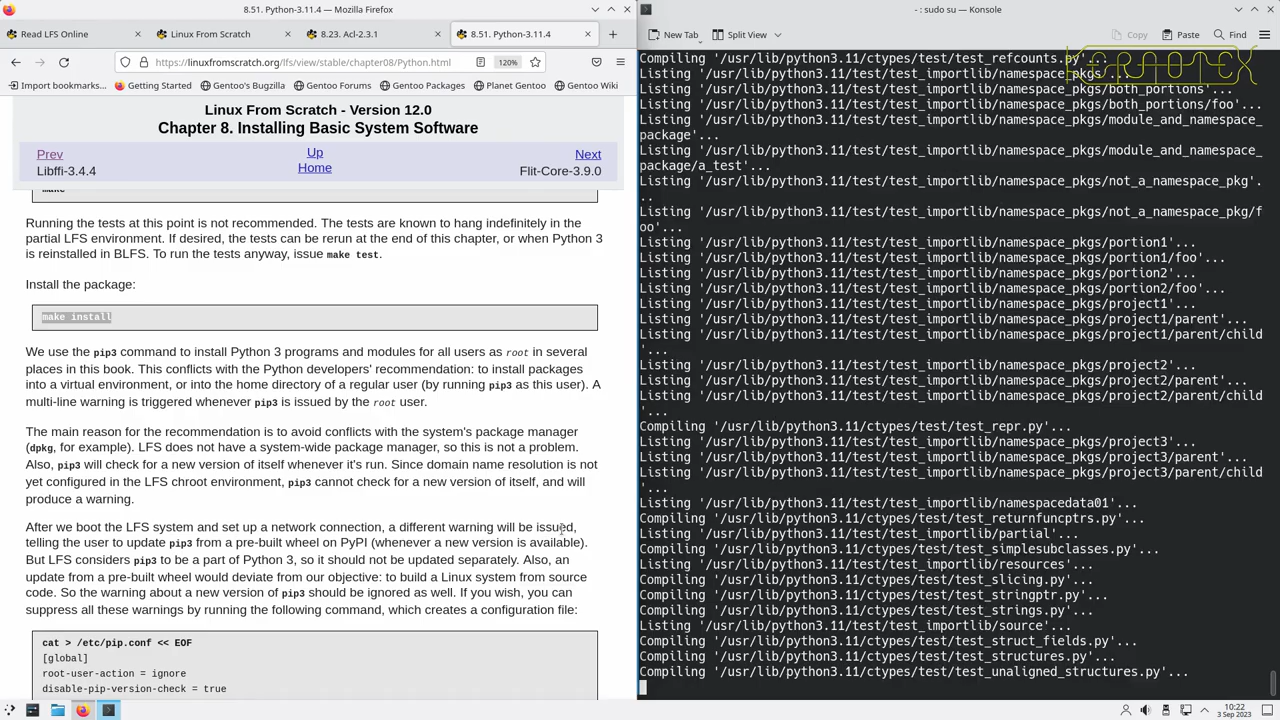 8.51. Python-3.11.4 — Mozilla Firefox
Read LFS Online
Linux From Scratch
8.23. Acl-2.3.1
8.51. Python-3.11.4
https://linuxfromscratch.org/lfs/view/stable/chapter08/Python.html
120%
Import bookmarks...
Getting Started
Gentoo's Bugzilla
Gentoo Forums
Gentoo Packages
Planet Gentoo
Gentoo Wiki
Linux From Scratch - Version 12.0
Chapter 8. Installing Basic System Software
Prev
Up
Next
Libffi-3.4.4
Home
Flit-Core-3.9.0
make
Running the tests at this point is not recommended. The tests are known to hang indefinitely in the
partial LFS environment. If desired, the tests can be rerun at the end of this chapter, or when Python 3
is reinstalled in BLFS. To run the tests anyway, issue make test.
Install the package:
make install
We use the pip3 command to install Python 3 programs and modules for all users as root in several
places in this book. This conflicts with the Python developers' recommendation: to install packages
into a virtual environment, or into the home directory of a regular user (by running pip3 as this user). A
multi-line warning is triggered whenever pip3 is issued by the root user.
The main reason for the recommendation is to avoid conflicts with the system's package manager
(dpkg, for example). LFS does not have a system-wide package manager, so this is not a problem.
Also, pip3 will check for a new version of itself whenever it's run. Since domain name resolution is not
yet configured in the LFS chroot environment, pip3 cannot check for a new version of itself, and will
produce a warning.
After we boot the LFS system and set up a network connection, a different warning will be issued,
telling the user to update pip3 from a pre-built wheel on PyPI (whenever a new version is available).
But LFS considers pip3 to be a part of Python 3, so it should not be updated separately. Also, an
update from a pre-built wheel would deviate from our objective: to build a Linux system from source
code. So the warning about a new version of pip3 should be ignored as well. If you wish, you can
suppress all these warnings by running the following command, which creates a configuration file:
cat > /etc/pip.conf << EOF
[global]
root-user-action = ignore
disable-pip-version-check = true
- : sudo su — Konsole
New Tab
Split View
Copy
Paste
Find
Compiling '/usr/lib/python3.11/ctypes/test/test_refcounts.py'...
Listing '/usr/lib/python3.11/test/test_importlib/namespace_pkgs'...
Listing '/usr/lib/python3.11/test/test_importlib/namespace_pkgs/both_portions'...
Listing '/usr/lib/python3.11/test/test_importlib/namespace_pkgs/both_portions/foo'...
Listing '/usr/lib/python3.11/test/test_importlib/namespace_pkgs/module_and_namespace_
package'...
Listing '/usr/lib/python3.11/test/test_importlib/namespace_pkgs/module_and_namespace_
package/a_test'...
Listing '/usr/lib/python3.11/test/test_importlib/namespace_pkgs/not_a_namespace_pkg'.
..
Listing '/usr/lib/python3.11/test/test_importlib/namespace_pkgs/not_a_namespace_pkg/f
oo'...
Listing '/usr/lib/python3.11/test/test_importlib/namespace_pkgs/portion1'...
Listing '/usr/lib/python3.11/test/test_importlib/namespace_pkgs/portion1/foo'...
Listing '/usr/lib/python3.11/test/test_importlib/namespace_pkgs/portion2'...
Listing '/usr/lib/python3.11/test/test_importlib/namespace_pkgs/portion2/foo'...
Listing '/usr/lib/python3.11/test/test_importlib/namespace_pkgs/project1'...
Listing '/usr/lib/python3.11/test/test_importlib/namespace_pkgs/project1/parent'...
Listing '/usr/lib/python3.11/test/test_importlib/namespace_pkgs/project1/parent/child
'...
Listing '/usr/lib/python3.11/test/test_importlib/namespace_pkgs/project2'...
Listing '/usr/lib/python3.11/test/test_importlib/namespace_pkgs/project2/parent'...
Listing '/usr/lib/python3.11/test/test_importlib/namespace_pkgs/project2/parent/child
'...
Compiling '/usr/lib/python3.11/ctypes/test/test_repr.py'...
Listing '/usr/lib/python3.11/test/test_importlib/namespace_pkgs/project3'...
Listing '/usr/lib/python3.11/test/test_importlib/namespace_pkgs/project3/parent'...
Listing '/usr/lib/python3.11/test/test_importlib/namespace_pkgs/project3/parent/child
'...
Listing '/usr/lib/python3.11/test/test_importlib/namespacedata01'...
Compiling '/usr/lib/python3.11/ctypes/test/test_returnfuncptrs.py'...
Listing '/usr/lib/python3.11/test/test_importlib/partial'...
Compiling '/usr/lib/python3.11/ctypes/test/test_simplesubclasses.py'...
Listing '/usr/lib/python3.11/test/test_importlib/resources'...
Compiling '/usr/lib/python3.11/ctypes/test/test_slicing.py'...
Compiling '/usr/lib/python3.11/ctypes/test/test_stringptr.py'...
Compiling '/usr/lib/python3.11/ctypes/test/test_strings.py'...
Listing '/usr/lib/python3.11/test/test_importlib/source'...
Compiling '/usr/lib/python3.11/ctypes/test/test_struct_fields.py'...
Compiling '/usr/lib/python3.11/ctypes/test/test_structures.py'...
Compiling '/usr/lib/python3.11/ctypes/test/test_unaligned_structures.py'...
10:22
3 Sep 2023